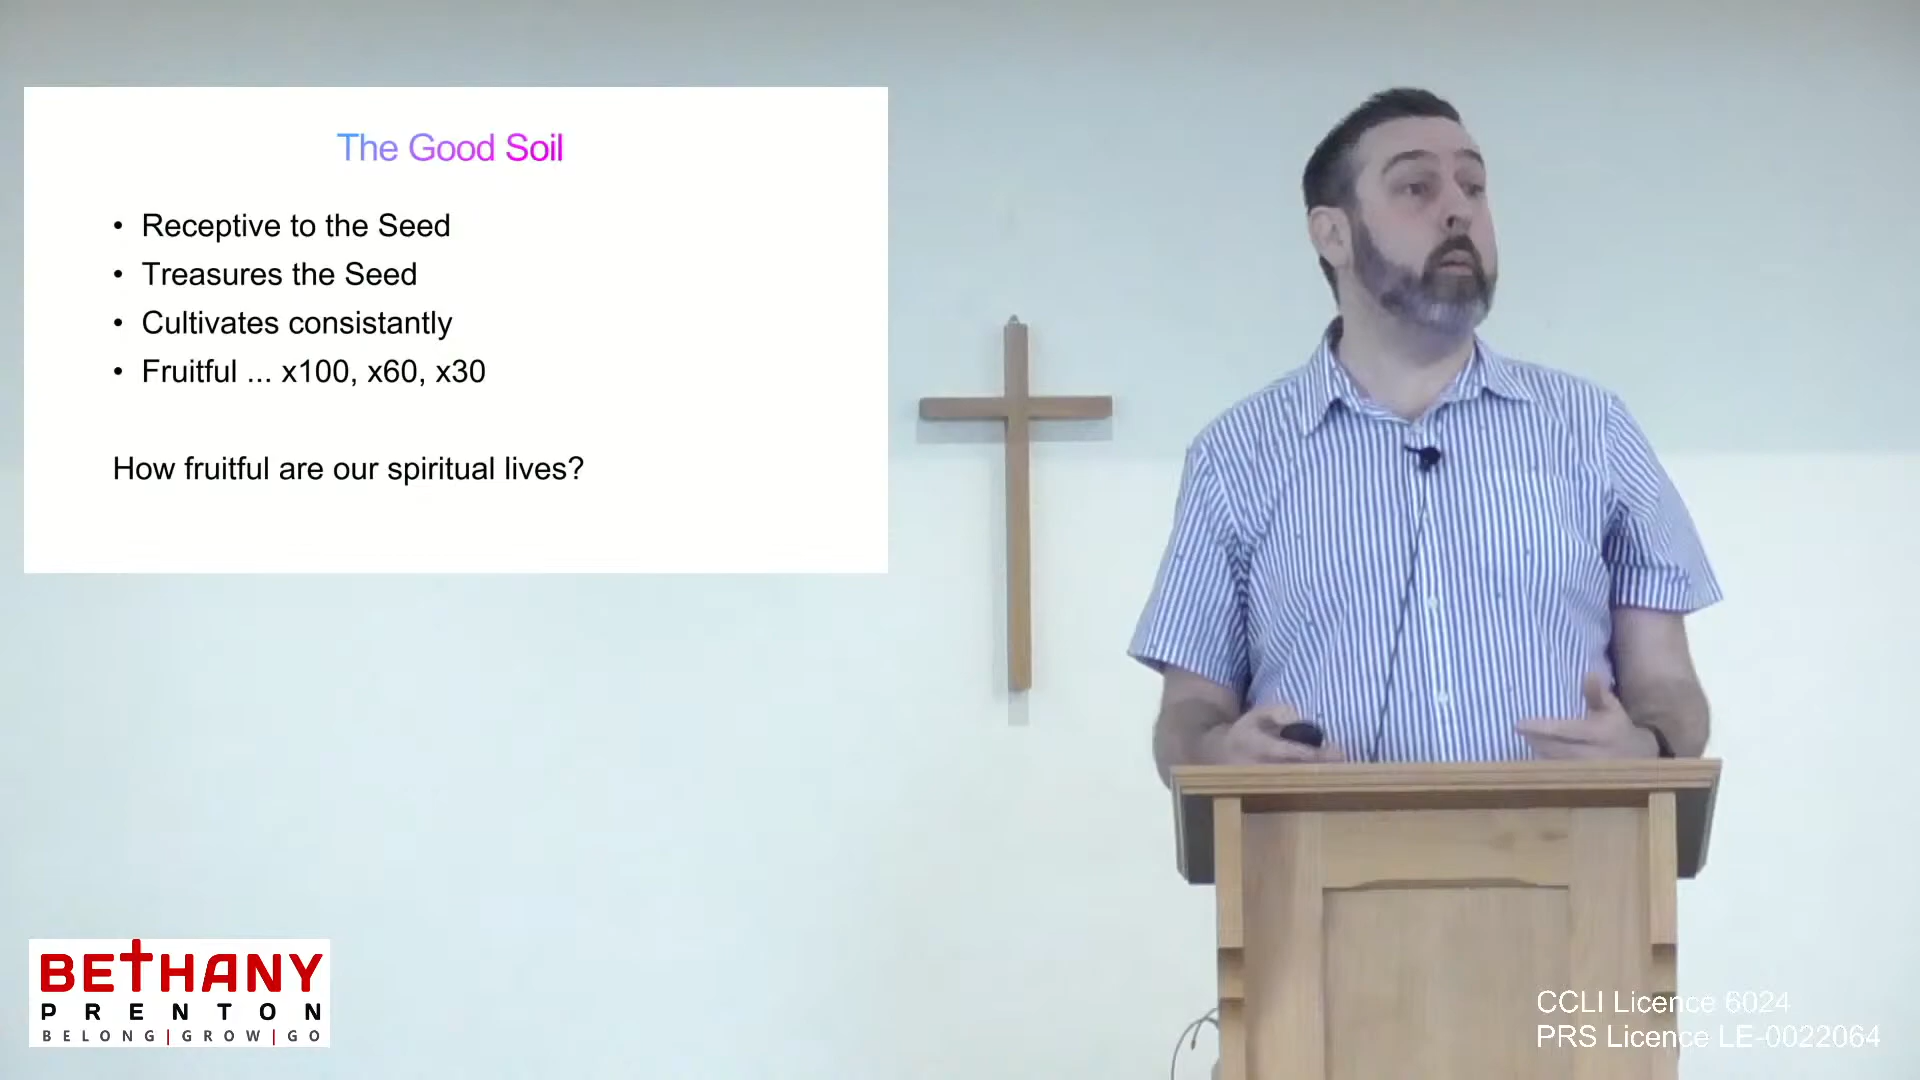 The Good Soil
• Receptive to the Seed
• Treasures the Seed
• Cultivates consistantly
• Fruitful ... x100, x60, x30
How fruitful are our spiritual lives?
BETHANY
PRENTON
BELONG|GROW|GO
CCLI Licence 6024
PRS Licence LE-0022064